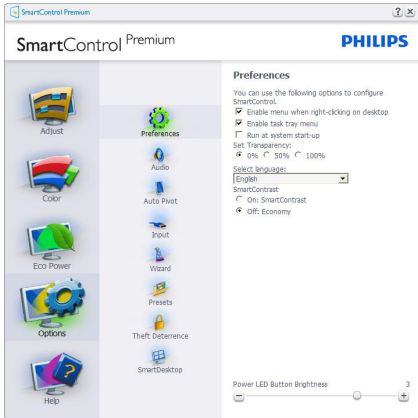 SmartControl Premium
SmartControl Premium
PHILIPS
Adjust
Color
Eco Power
Options
Help
Preferences
Audio
Auto Pivot
Input
Wizard
Presets
Theft Deterrence
SmartDesktop
Preferences
You can use the following options to configure
SmartControl.
Enable menu when right-clicking on desktop
Enable task tray menu
Run at system start-up
Set Transparency:
0% 50% 100%
Select language:
English
SmartContrast
On: SmartContrast
Off: Economy
Power LED Button Brightness 3